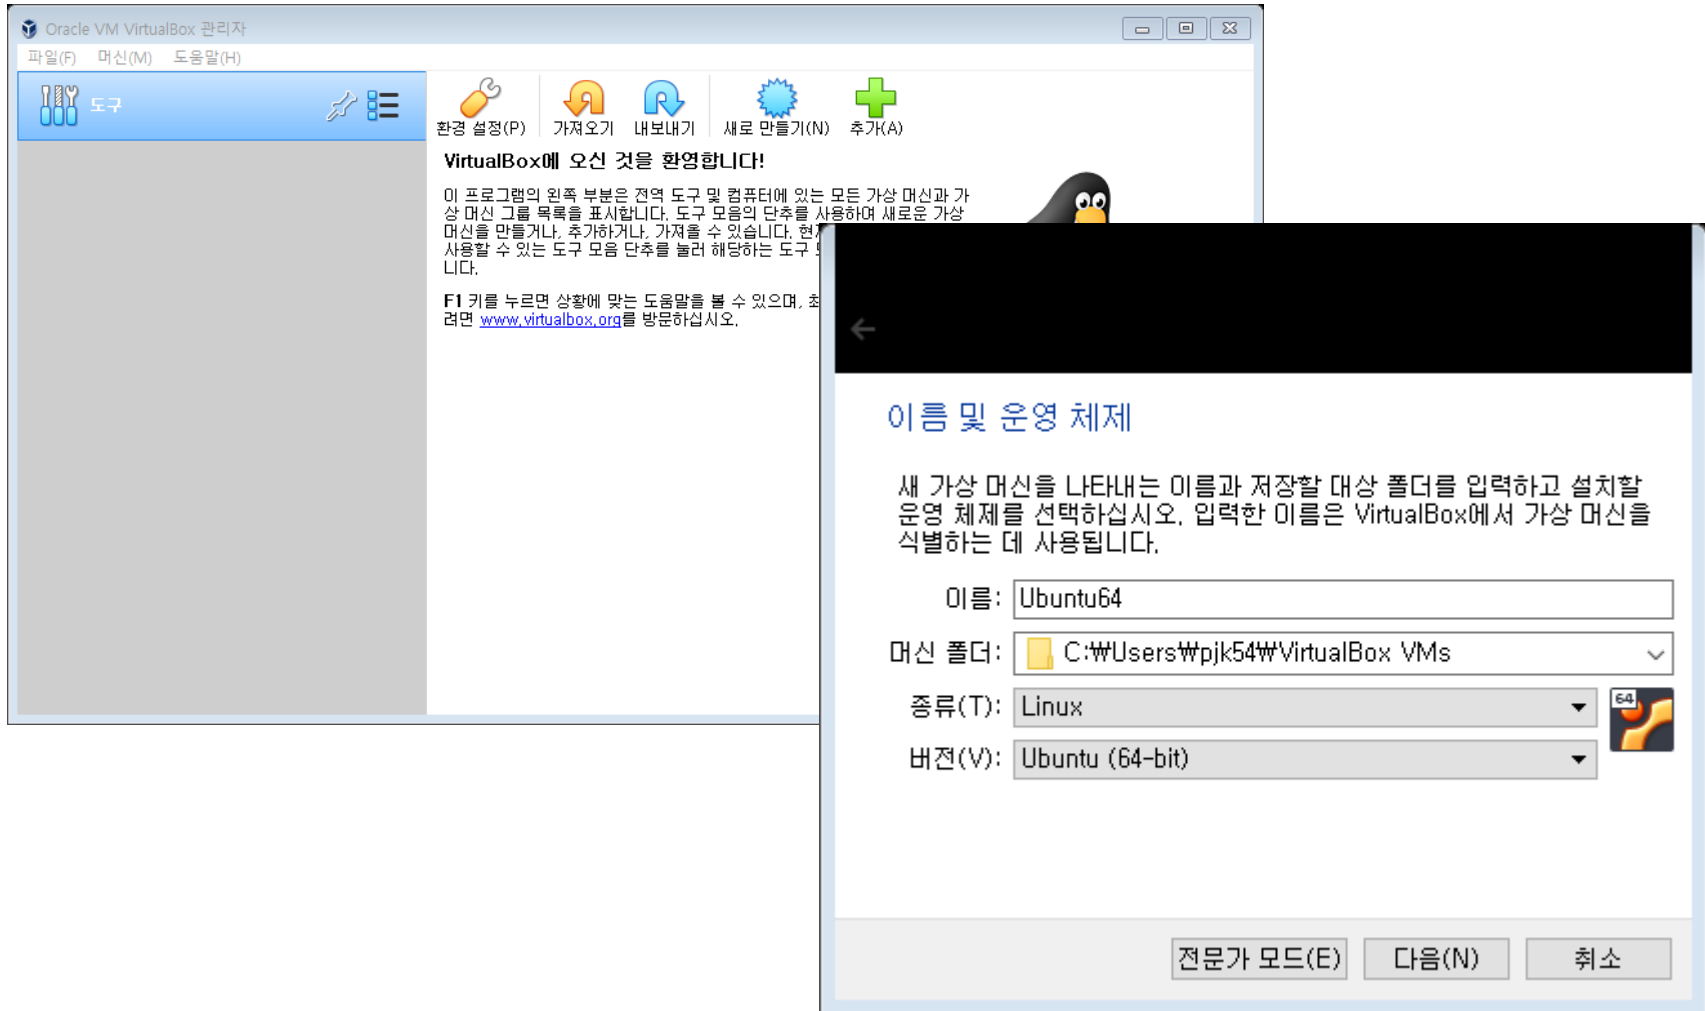 Oracle VM VirtualBox 관리자
파일(F) 머신(M) 도움말(H)
도구
환경 설정(P) 가져오기 내보내기 새로 만들기(N) 추가(A)
VirtualBox에 오신 것을 환영합니다!
이 프로그램의 왼쪽 부분은 전역 도구 및 컴퓨터에 있는 모든 가상 머신과 가
상 머신 그룹 목록을 표시합니다. 도구 모음의 단추를 사용하여 새로운 가상
머신을 만들거나, 추가하거나, 가져올 수 있습니다. 현
사용할 수 있는 도구 모음 단추를 눌러 해당하는 도구
니다.
F1 키를 누르면 상황에 맞는 도움말을 볼 수 있으며, 최
려면 www.virtualbox.org를 방문하십시오.
이름 및 운영 체제
새 가상 머신을 나타내는 이름과 저장할 대상 폴더를 입력하고 설치할
운영 체제를 선택하십시오. 입력한 이름은 VirtualBox에서 가상 머신을
식별하는 데 사용됩니다.
이름: Ubuntu64
머신 폴더: C:₩Users₩pjk54₩VirtualBox VMs
종류(T): Linux
64
버전(V): Ubuntu (64-bit)
전문가 모드(E) 다음(N) 취소